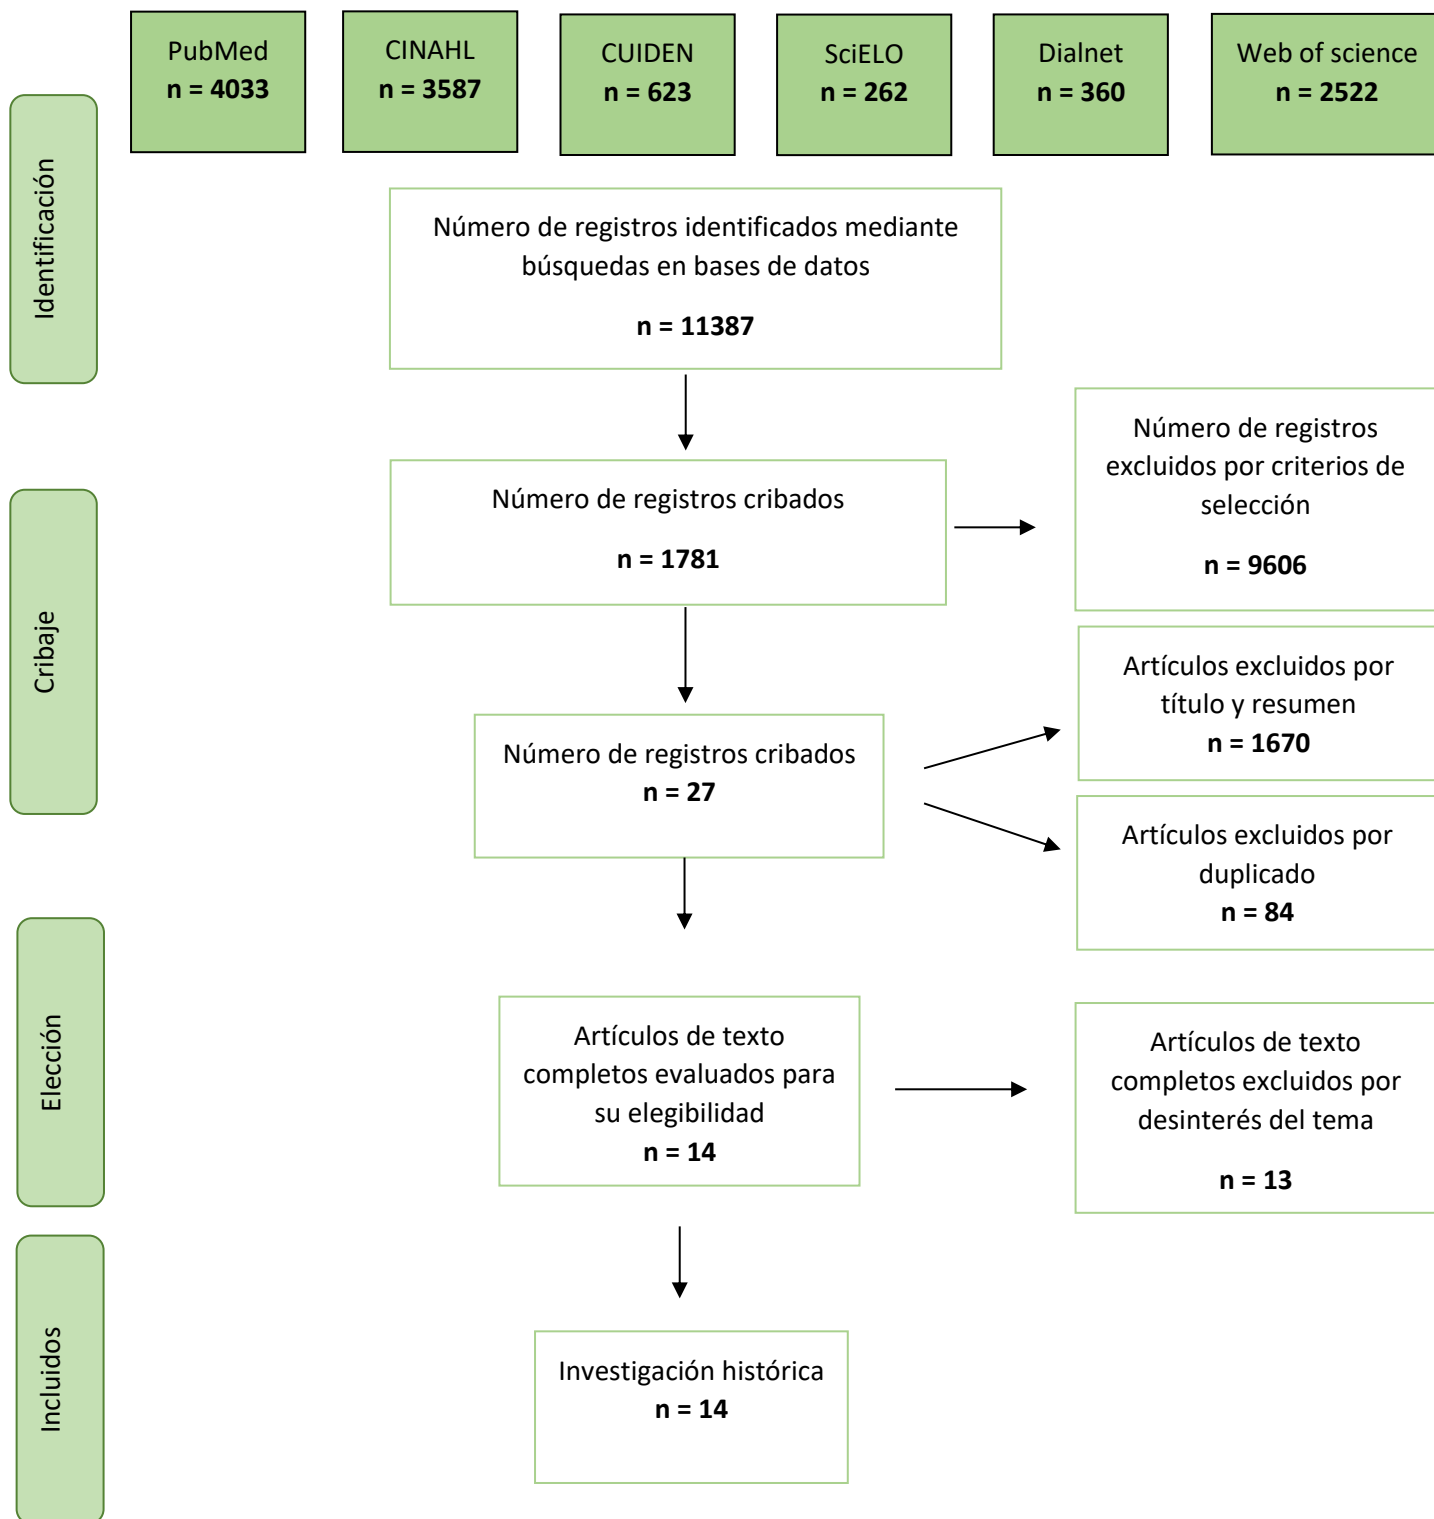 PubMed
n = 4033
CINAHL
n = 3587
CUIDEN
n = 623
SciELO
n = 262
Dialnet
n = 360
Web of science
n = 2522
Identificación
Número de registros identificados mediante
búsquedas en bases de datos
n = 11387
Número de registros
excluidos por criterios de
selección
n = 9606
Cribaje
Número de registros cribados
n = 1781
Artículos excluidos por
título y resumen
n = 1670
Número de registros cribados
n = 27
Artículos excluidos por
duplicado
n = 84
Elección
Artículos de texto
completos evaluados para
su elegibilidad
n = 14
Artículos de texto
completos excluidos por
desinterés del tema
n = 13
Incluidos
Investigación histórica
n = 14